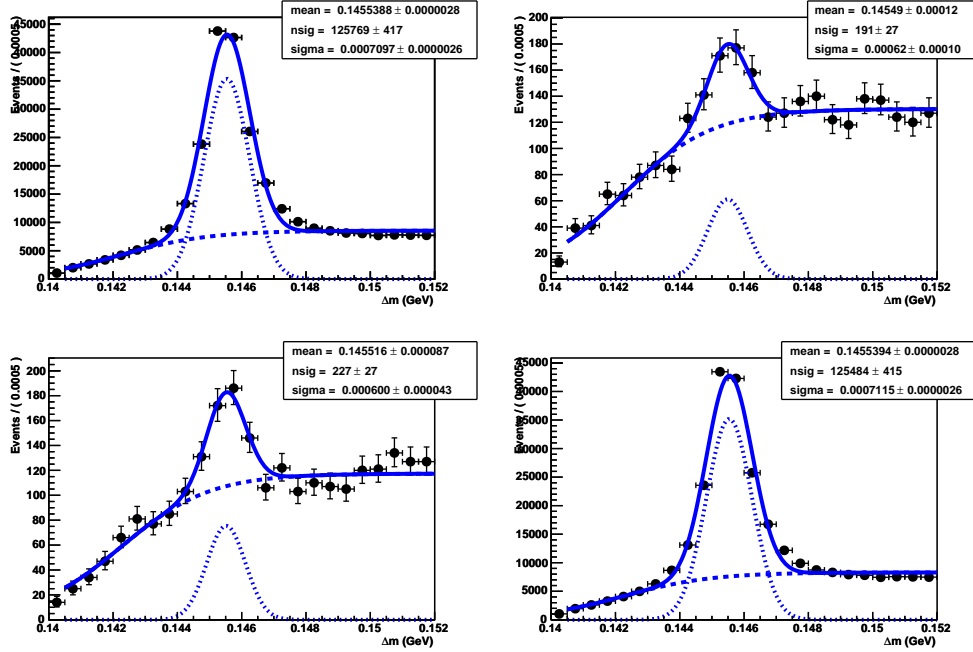 mean = 0.1455388 ± 0.0000028
nsig = 125769 ± 417
sigma = 0.0007097 ± 0.0000026
Events / ( 0.0005 )
45000
40000
35000
30000
25000
20000
15000
10000
5000
0
0.14 0.142 0.144 0.146 0.148 0.15 0.152
Δm (GeV)
mean = 0.14549 ± 0.00012
nsig = 191 ± 27
sigma = 0.00062 ± 0.00010
Events / ( 0.0005 )
200
180
160
140
120
100
80
60
40
20
0
0.14 0.142 0.144 0.146 0.148 0.15 0.152
Δm (GeV)
mean = 0.145516 ± 0.000087
nsig = 227 ± 27
sigma = 0.000600 ± 0.000043
Events / ( 0.0005 )
200
180
160
140
120
100
80
60
40
20
0
0.14 0.142 0.144 0.146 0.148 0.15 0.152
Δm (GeV)
mean = 0.1455394 ± 0.0000028
nsig = 125484 ± 415
sigma = 0.0007115 ± 0.0000026
Events / ( 0.0005 )
45000
40000
35000
30000
25000
20000
15000
10000
5000
0
0.14 0.142 0.144 0.146 0.148 0.15 0.152
Δm (GeV)